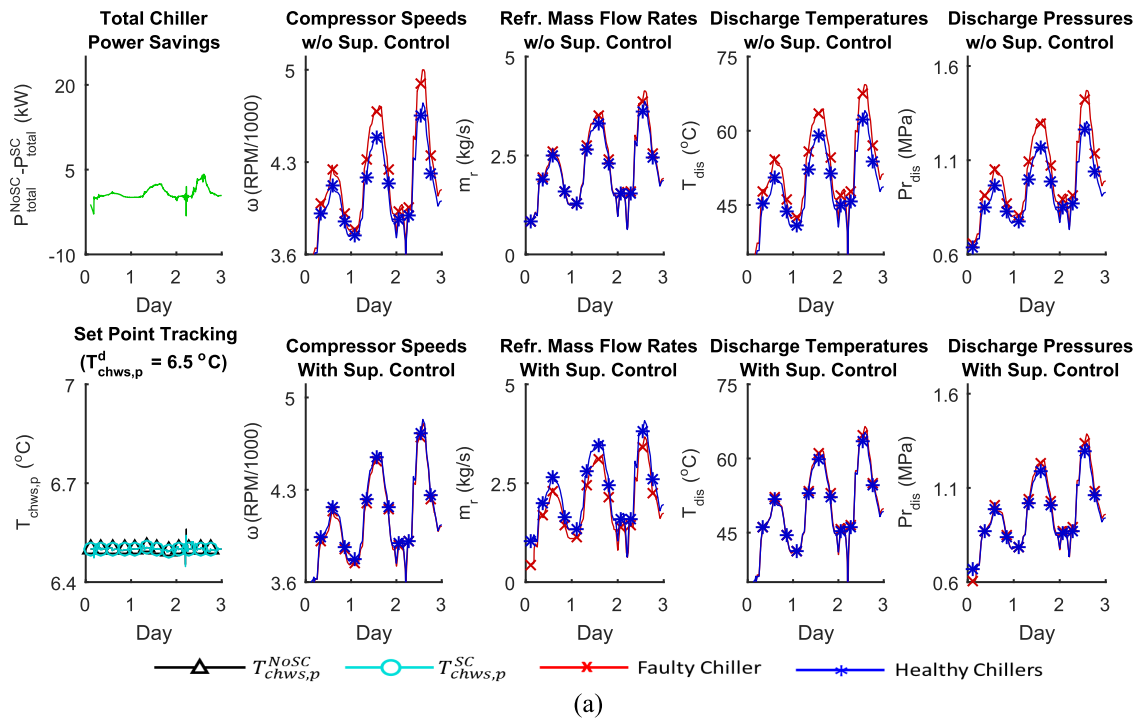 Total Chiller
Power Savings
Compressor Speeds
w/o Sup. Control
Refr. Mass Flow Rates
w/o Sup. Control
Discharge Temperatures
w/o Sup. Control
Discharge Pressures
w/o Sup. Control
P^NoSC_total-P^SC_total (kW)
20
5
-10
0 1 2 3
Day
ω (RPM/1000)
5
4.3
3.6
0 1 2 3
Day
m_r (kg/s)
5
2.5
0
0 1 2 3
Day
T_dis (°C)
75
60
45
0 1 2 3
Day
Pr_dis (MPa)
1.6
1.1
0.6
0 1 2 3
Day
Set Point Tracking
(T^d_chws,p = 6.5 °C)
Compressor Speeds
With Sup. Control
Refr. Mass Flow Rates
With Sup. Control
Discharge Temperatures
With Sup. Control
Discharge Pressures
With Sup. Control
T_chws,p (°C)
7
6.7
6.4
0 1 2 3
Day
ω (RPM/1000)
5
4.3
3.6
0 1 2 3
Day
m_r (kg/s)
5
2.5
0
0 1 2 3
Day
T_dis (°C)
75
60
45
0 1 2 3
Day
Pr_dis (MPa)
1.6
1.1
0.6
0 1 2 3
Day
T^NoSC_chws,p T^SC_chws,p Faulty Chiller Healthy Chillers
(a)